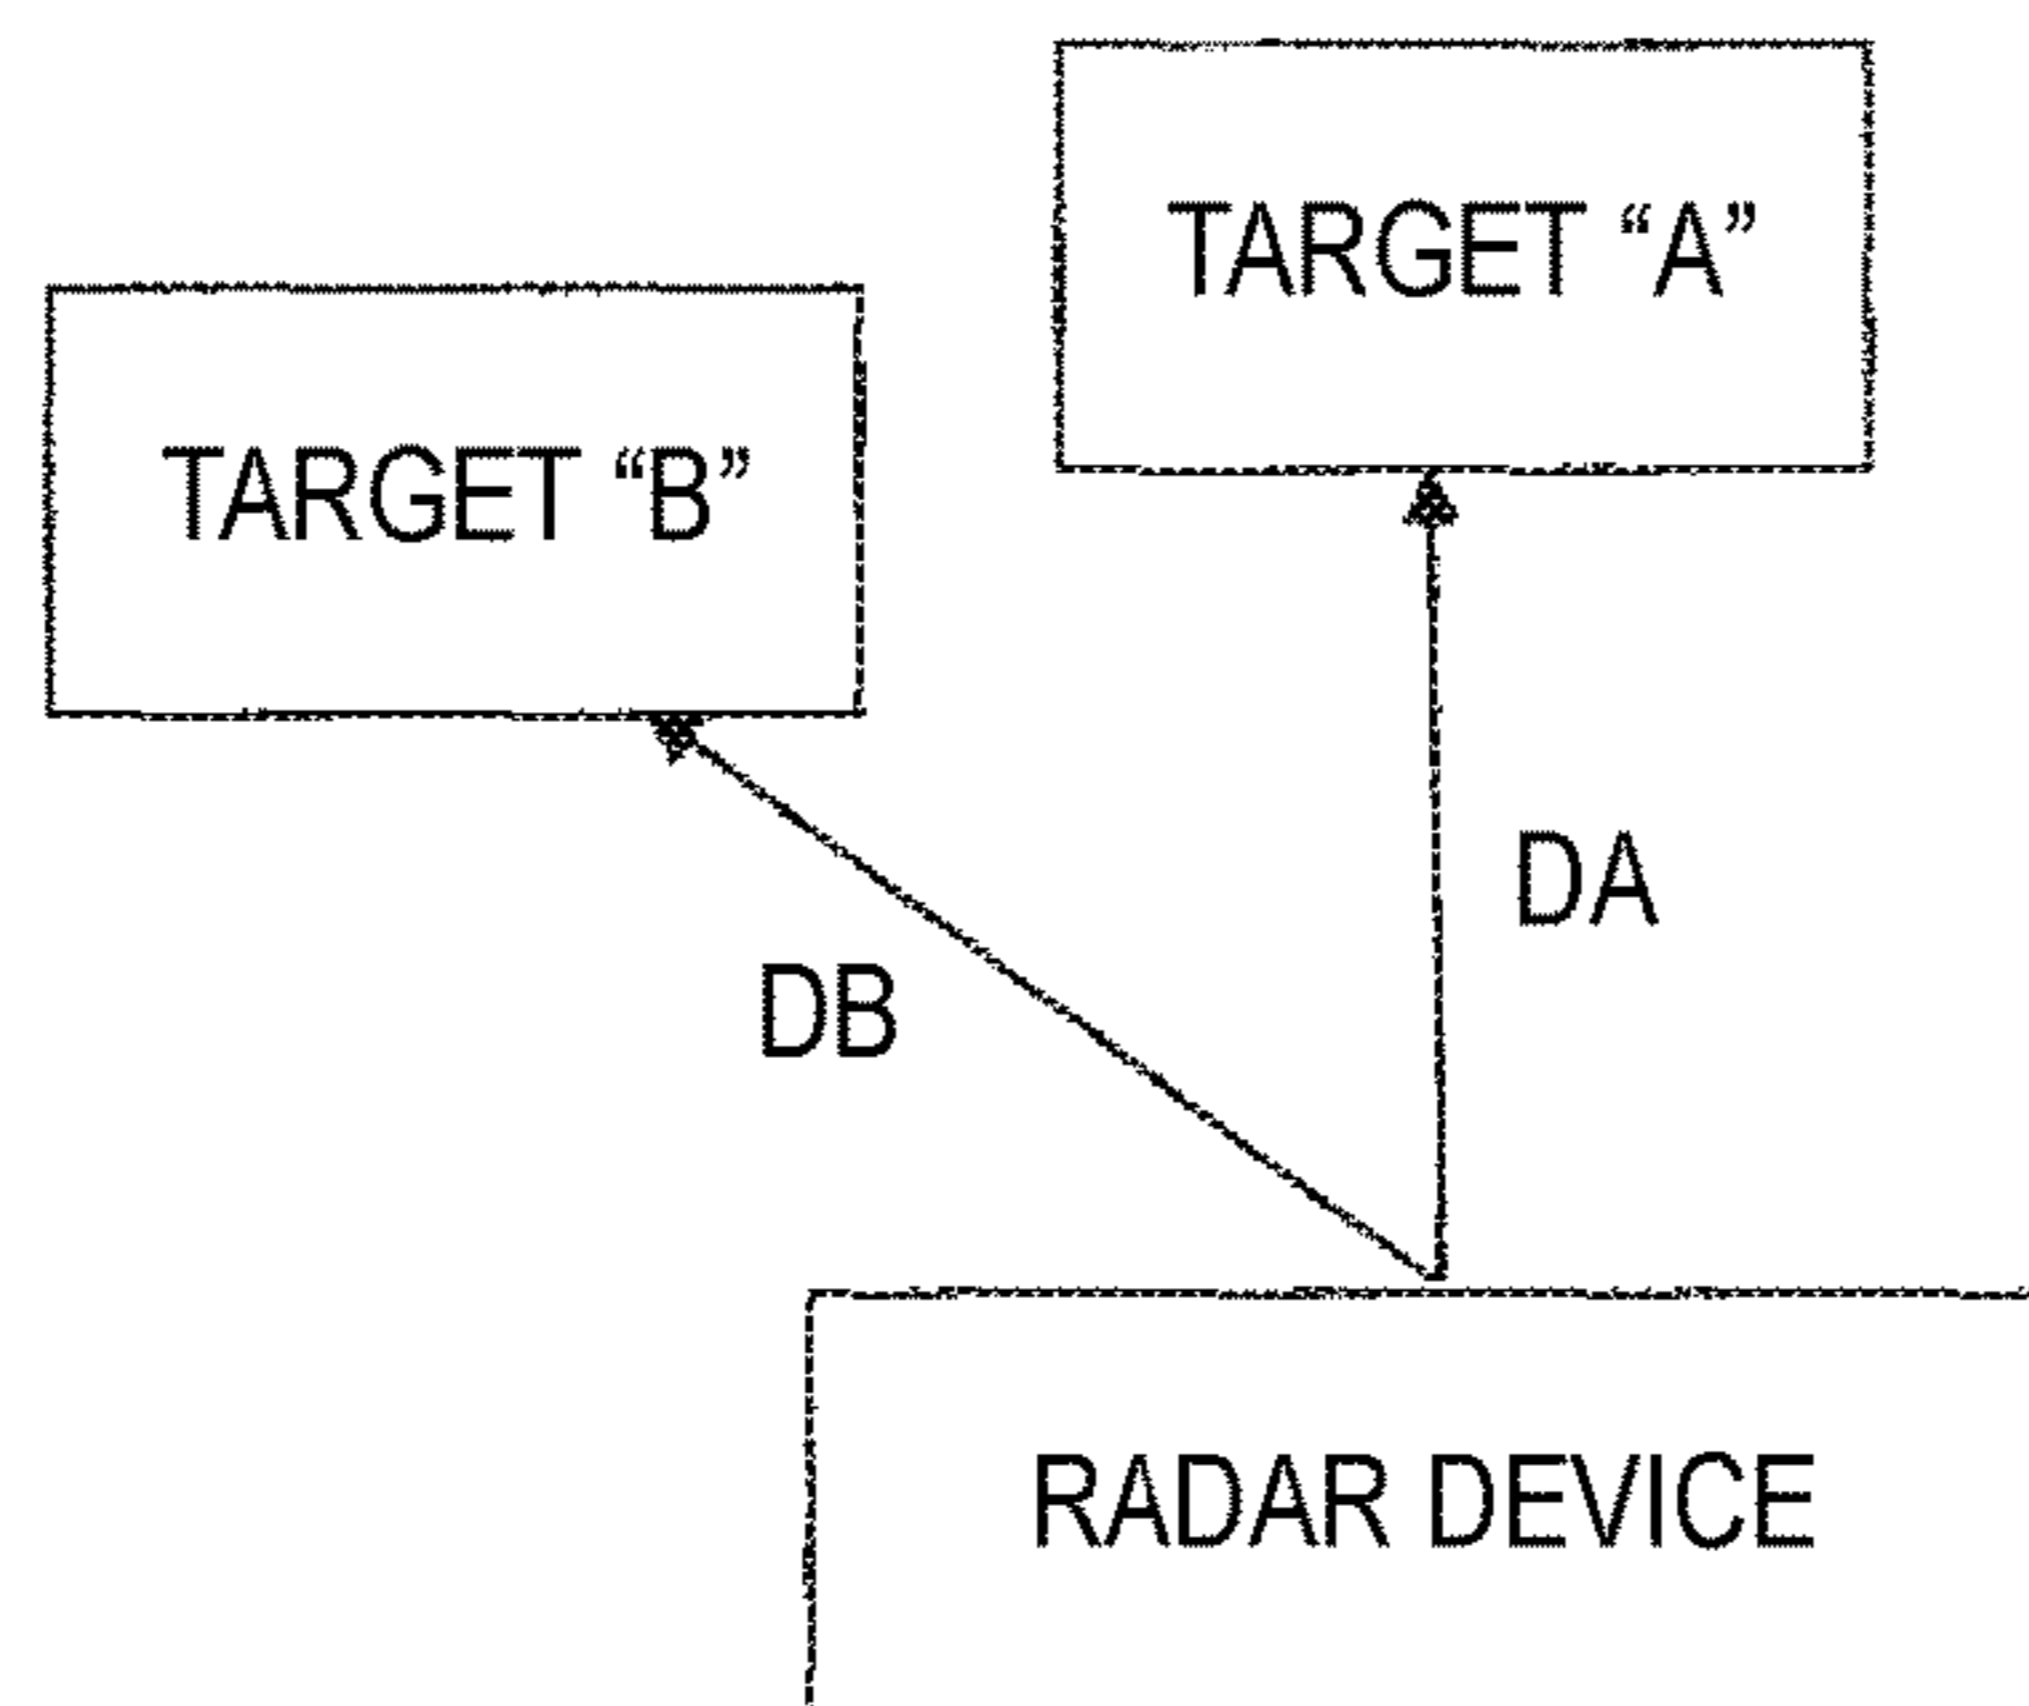 TARGET “A”
TARGET “B”
DA
DB
RADAR DEVICE